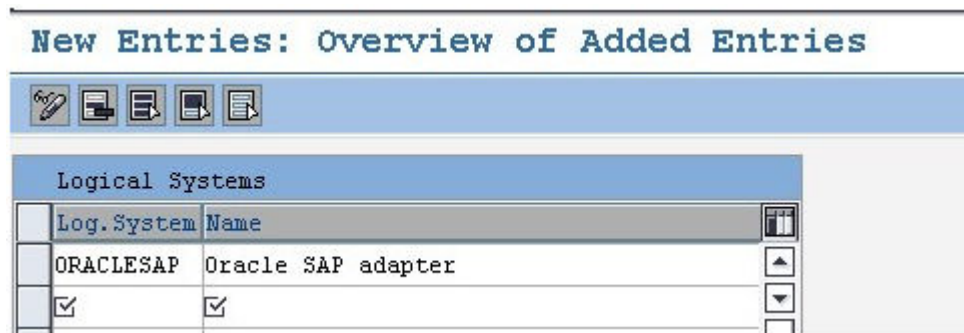 New Entries: Overview of Added Entries
Logical Systems
Log.System Name
ORACLESAP Oracle SAP adapter